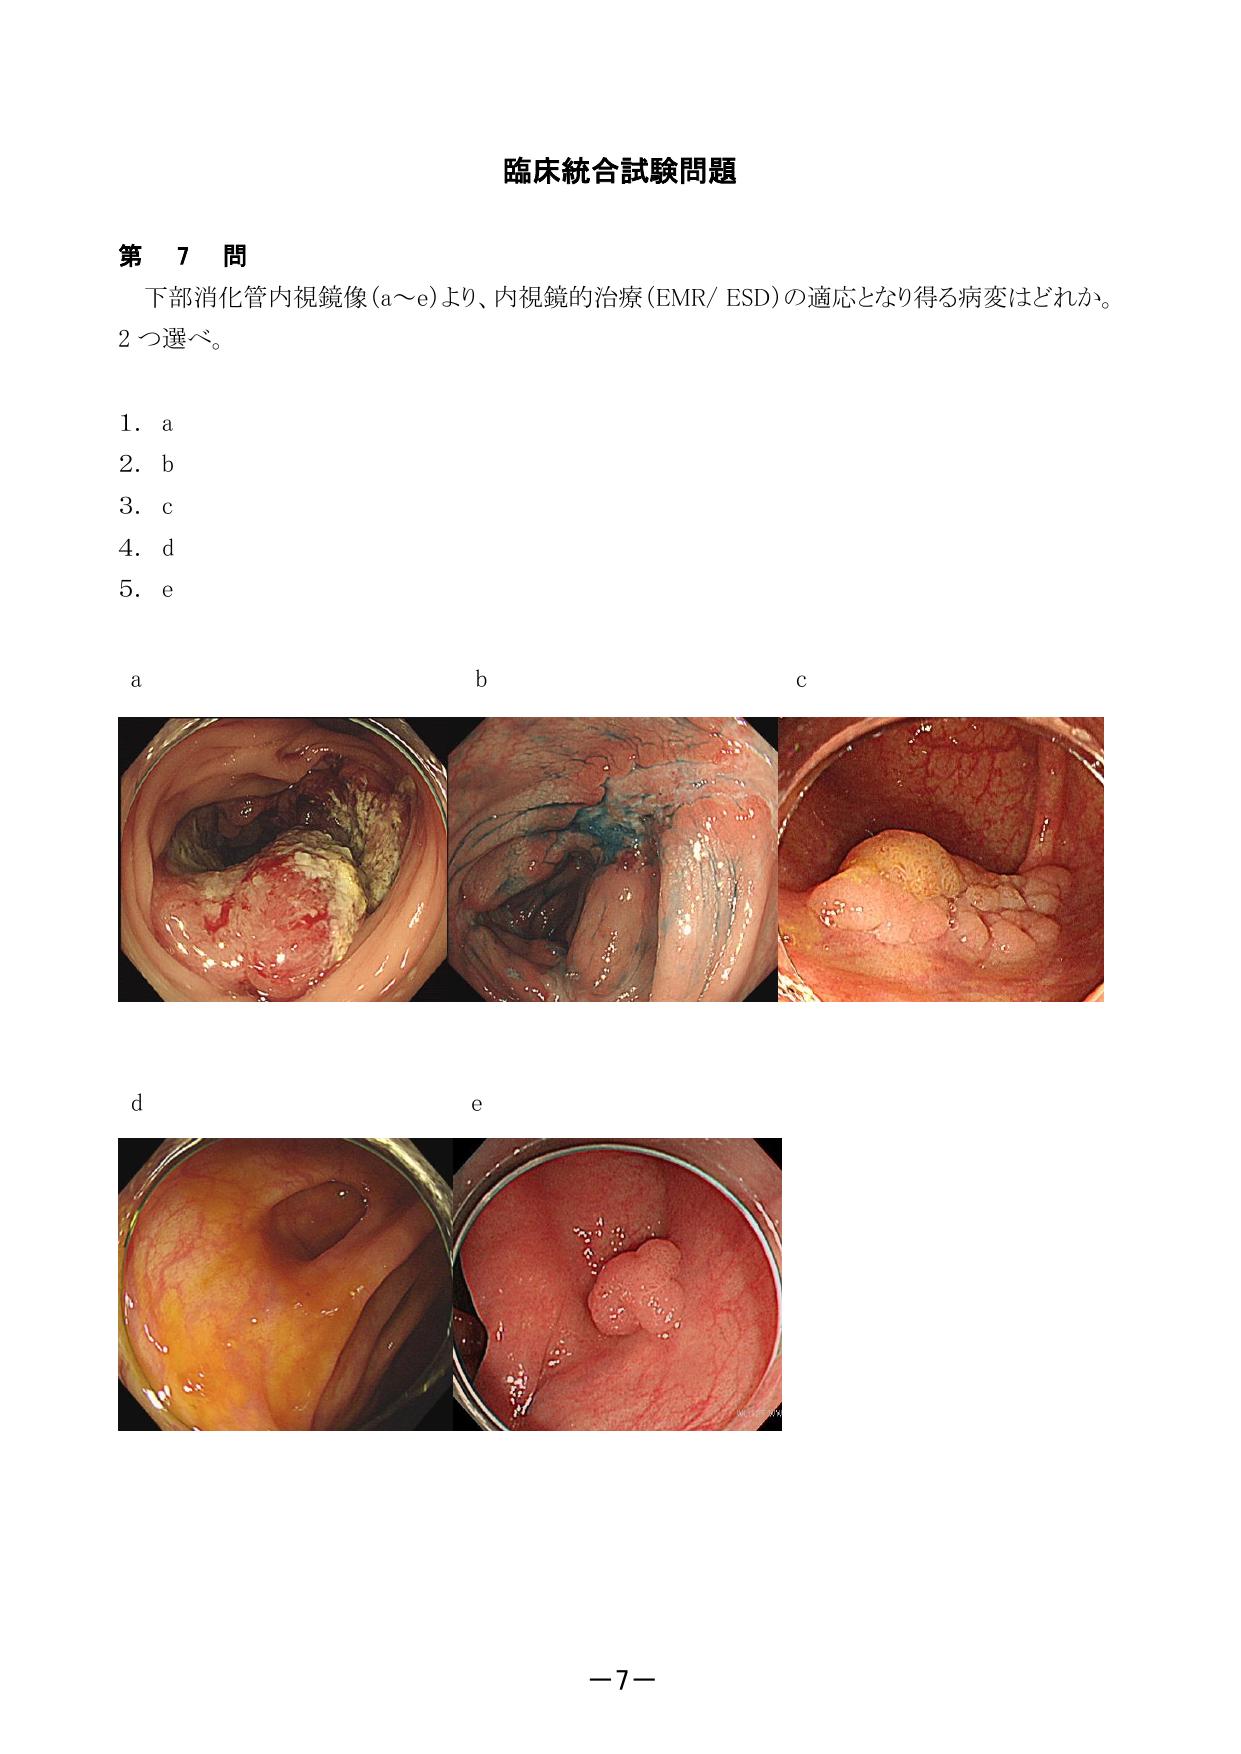 臨床統合試験問題
第 7 問
下部消化管内視鏡像(a～e)より、内視鏡的治療(EMR/ ESD)の適応となり得る病変はどれか。
2 つ選べ。
1. a
2. b
3. c
4. d
5. e
a b c
d e
―7―